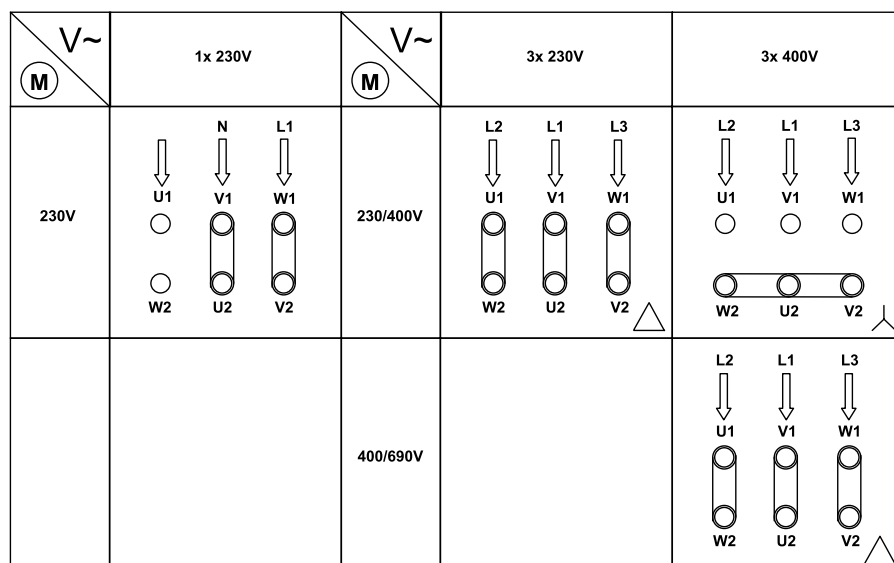 V~ 1x 230V V~ 3x 230V 3x 400V
M M
N L1 L2 L1 L3 L2 L1 L3
U1 V1 W1 U1 V1 W1 U1 V1 W1
230V 230/400V
W2 U2 V2 W2 U2 V2 W2 U2 V2
L2 L1 L3
U1 V1 W1
400/690V
W2 U2 V2